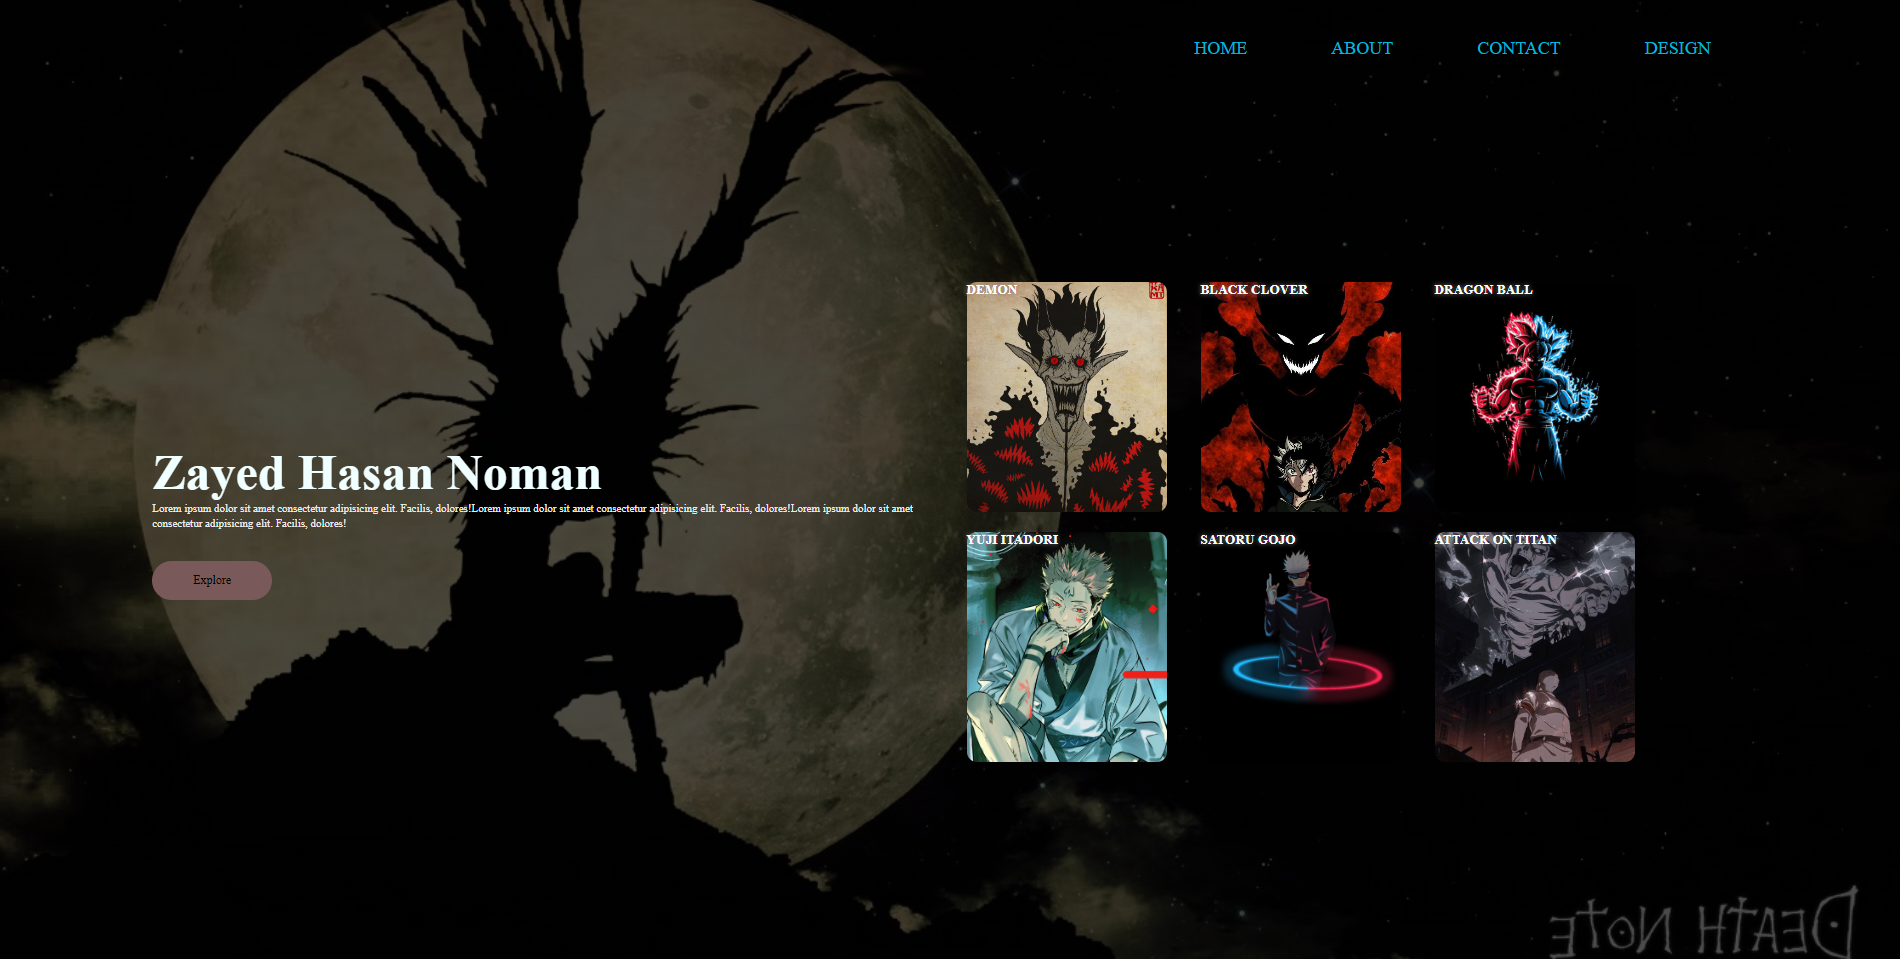 HOME ABOUT CONTACT DESIGN
Zayed Hasan Noman
Lorem ipsum dolor sit amet consectetur adipisicing elit. Facilis, dolores!Lorem ipsum dolor sit amet consectetur adipisicing elit. Facilis, dolores!Lorem ipsum dolor sit amet
consectetur adipisicing elit. Facilis, dolores!
Explore
DEMON
BLACK CLOVER
DRAGON BALL
YUJI ITADORI
SATORU GOJO
ATTACK ON TITAN
DEATH NOTE